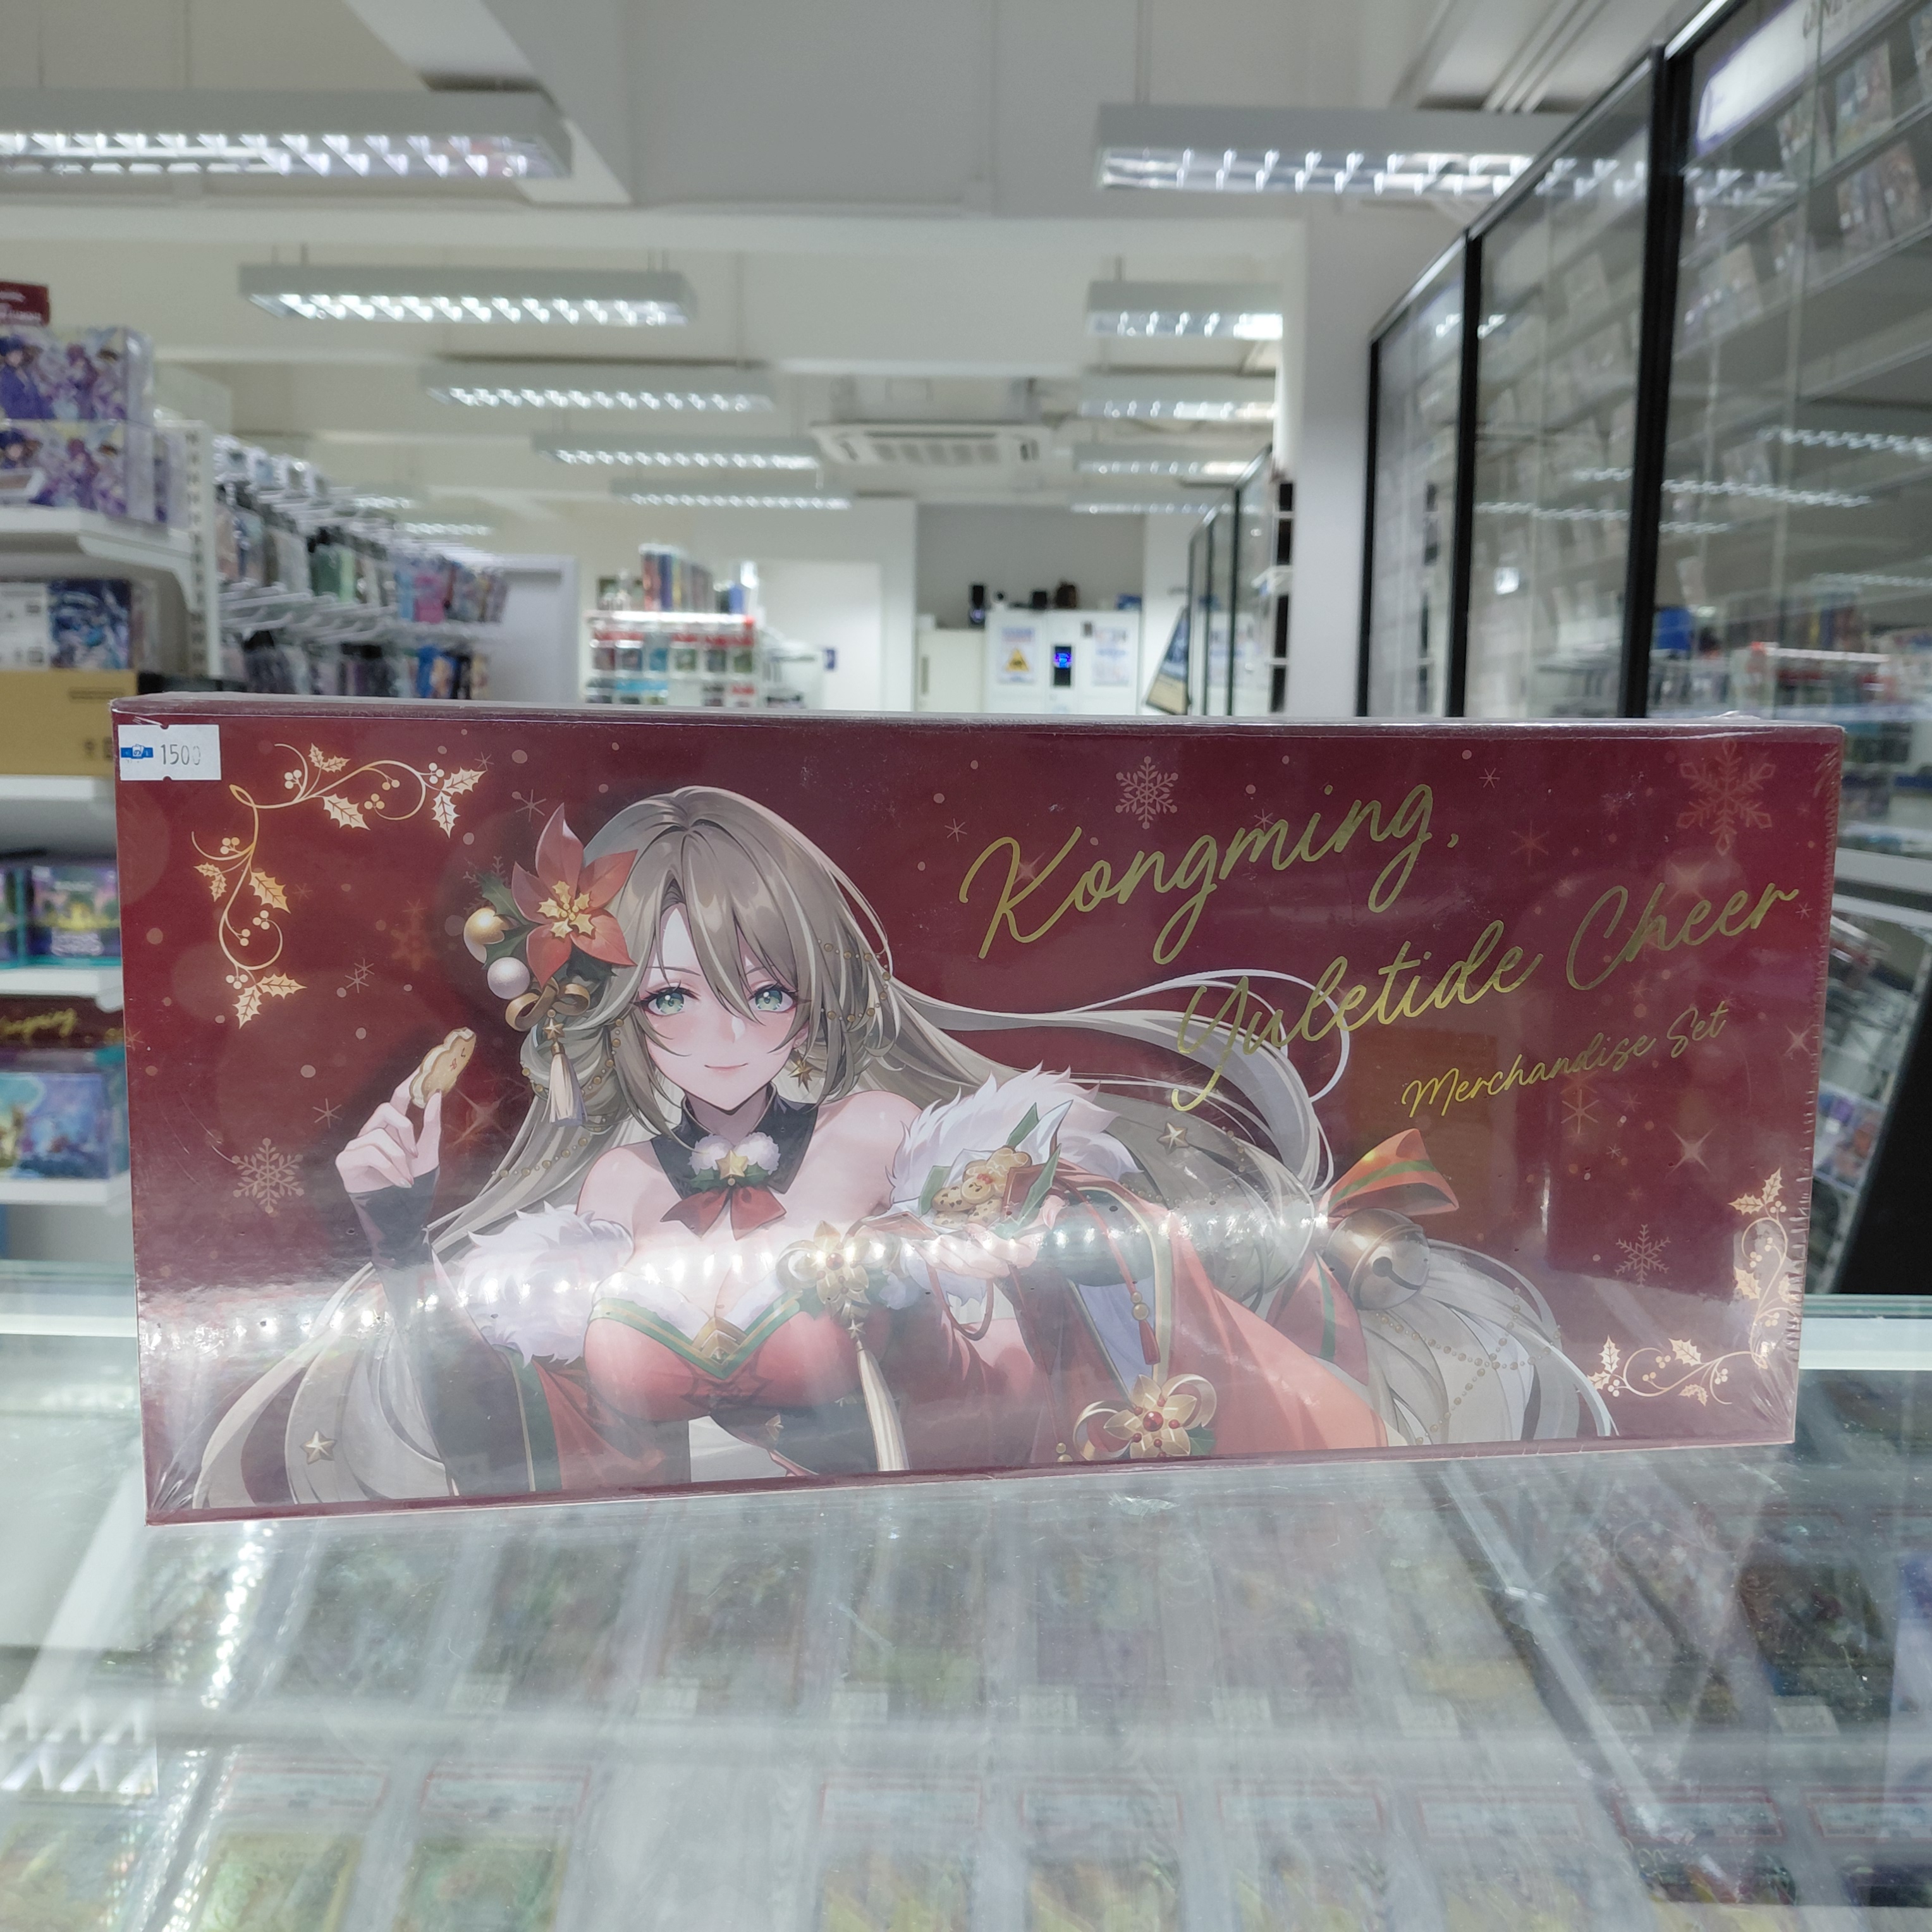 1500
Kongming,
Yuletide Cheer
Merchandise Set